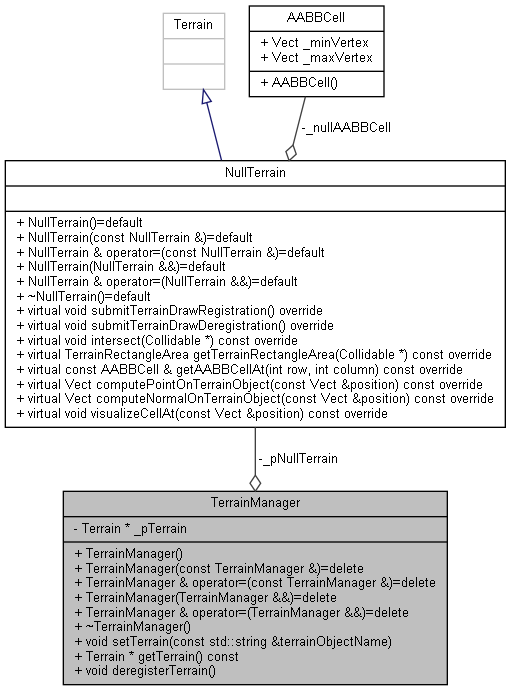 Terrain
AABBCell
+ Vect _minVertex
+ Vect _maxVertex
+ AABBCell()
-_nullAABBCell
NullTerrain
+ NullTerrain()=default
+ NullTerrain(const NullTerrain &)=default
+ NullTerrain & operator=(const NullTerrain &)=default
+ NullTerrain(NullTerrain &&)=default
+ NullTerrain & operator=(NullTerrain &&)=default
+ ~NullTerrain()=default
+ virtual void submitTerrainDrawRegistration() override
+ virtual void submitTerrainDrawDeregistration() override
+ virtual void intersect(Collidable *) const override
+ virtual TerrainRectangleArea getTerrainRectangleArea(Collidable *) const override
+ virtual const AABBCell & getAABBCellAt(int row, int column) const override
+ virtual Vect computePointOnTerrainObject(const Vect &position) const override
+ virtual Vect computeNormalOnTerrainObject(const Vect &position) const override
+ virtual void visualizeCellAt(const Vect &position) const override
-_pNullTerrain
TerrainManager
- Terrain * _pTerrain
+ TerrainManager()
+ TerrainManager(const TerrainManager &)=delete
+ TerrainManager & operator=(const TerrainManager &)=delete
+ TerrainManager(TerrainManager &&)=delete
+ TerrainManager & operator=(TerrainManager &&)=delete
+ ~TerrainManager()
+ void setTerrain(const std::string &terrainObjectName)
+ Terrain * getTerrain() const
+ void deregisterTerrain()